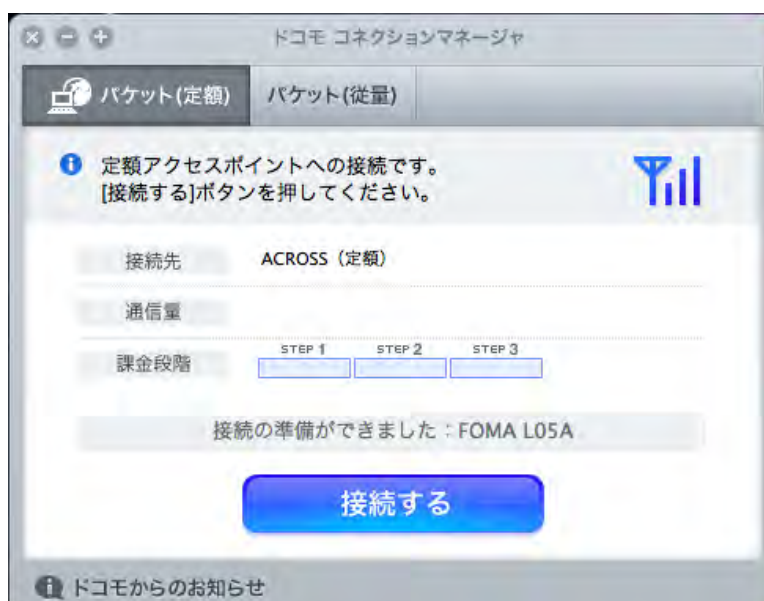 ドコモ コネクションマネージャ
パケット(定額) パケット(従量)
定額アクセスポイントへの接続です。
[接続する]ボタンを押してください。
接続先 ACROSS（定額）
通信量
課金段階 STEP 1 STEP 2 STEP 3
接続の準備ができました：FOMA L05A
接続する
ドコモからのお知らせ